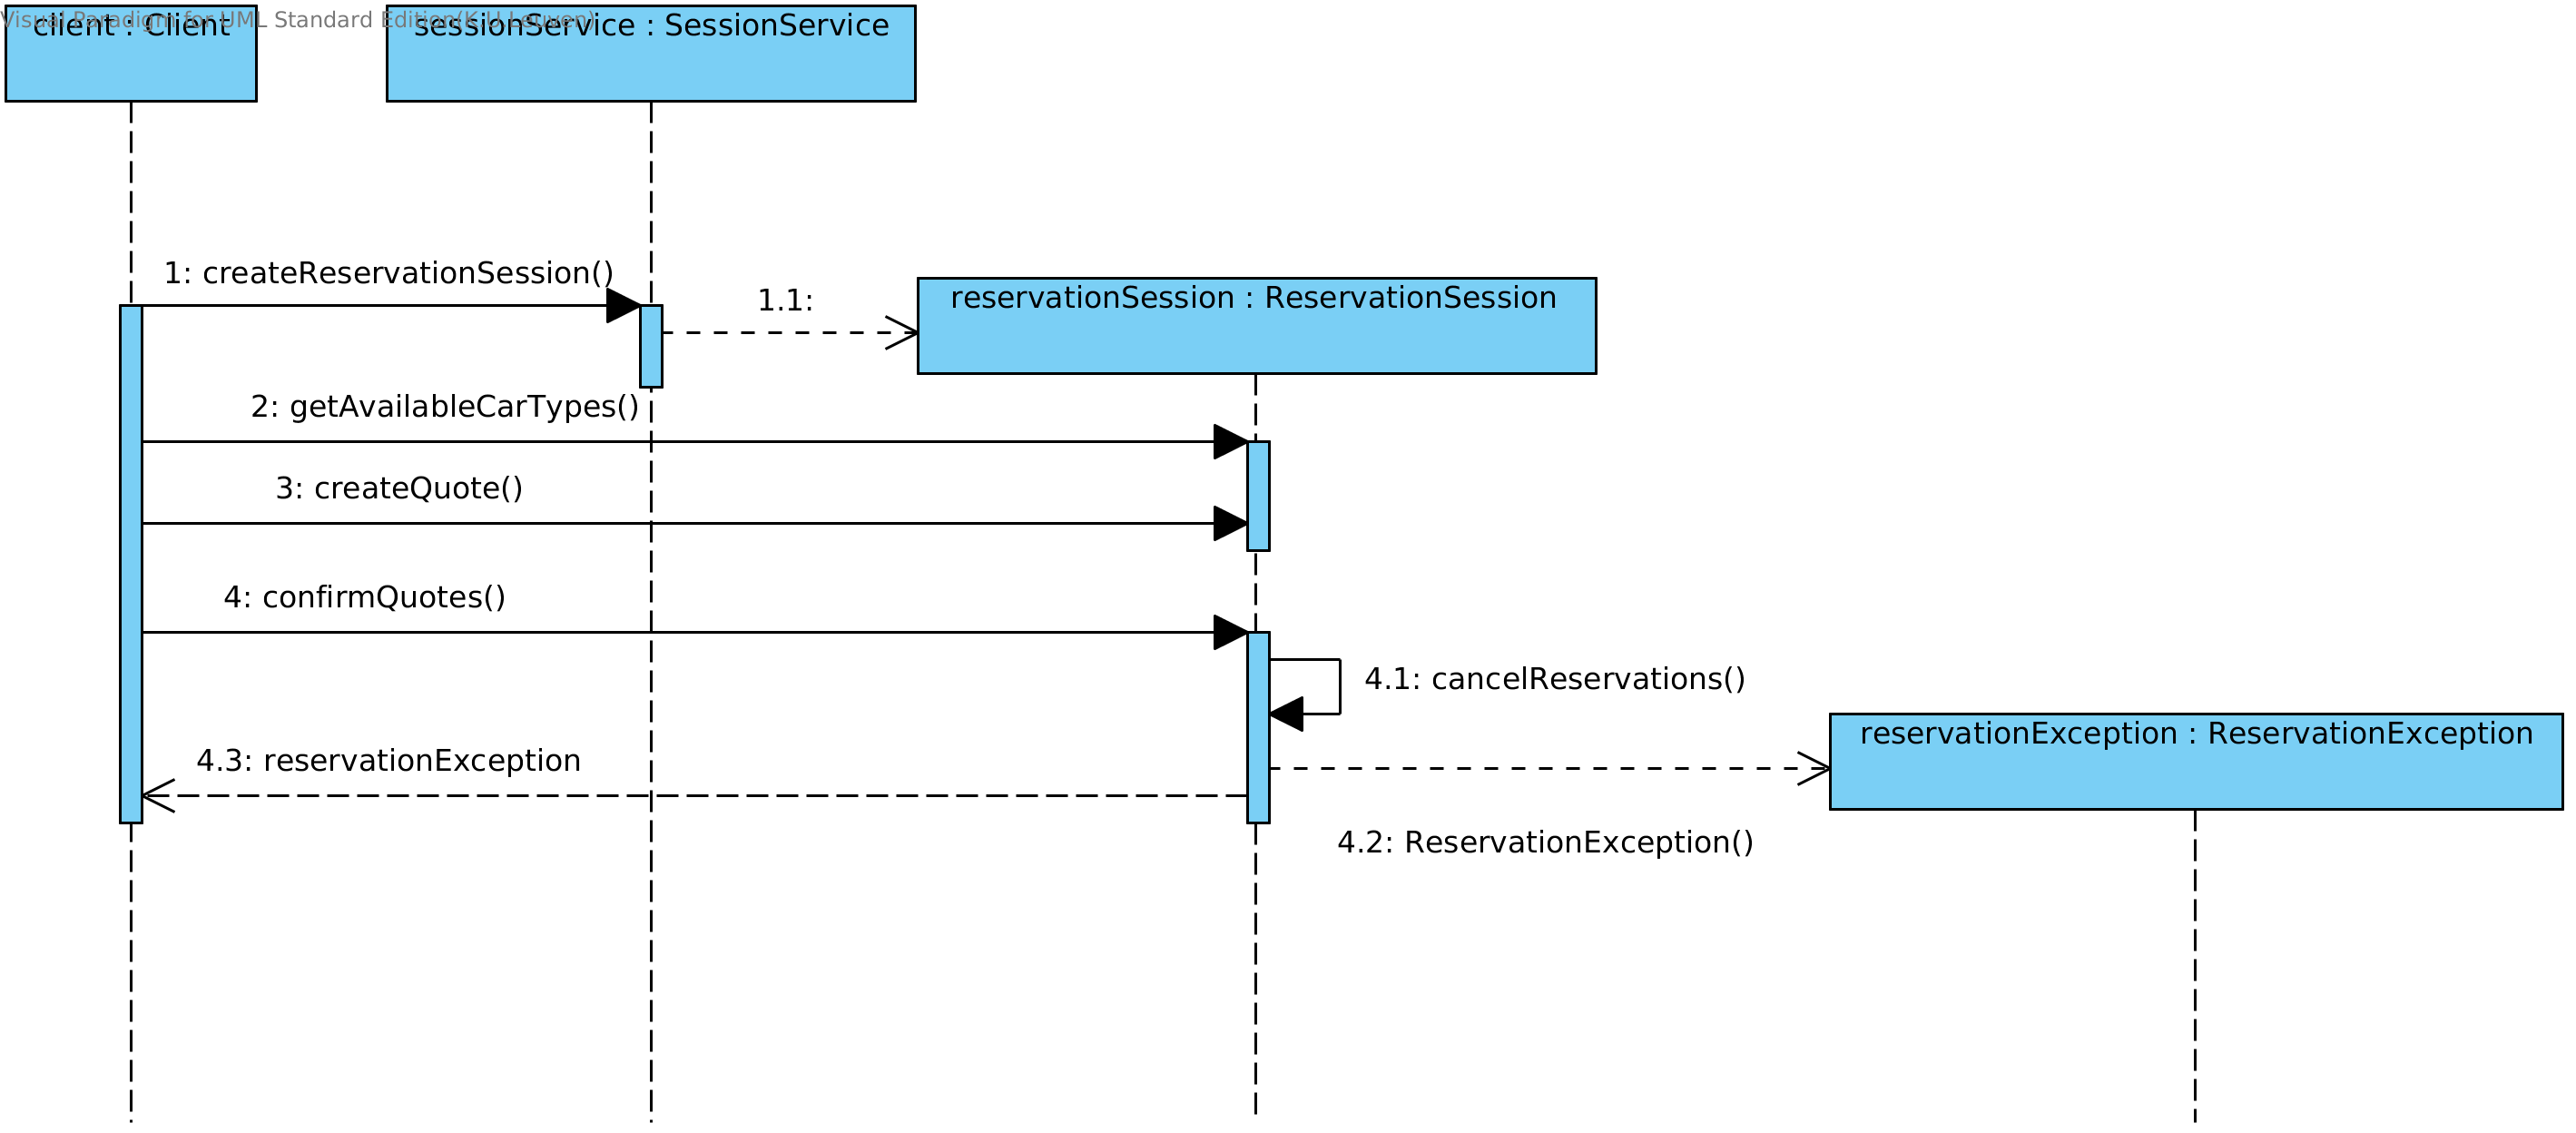 Visual Paradigm for UML Standard Edition(K.U.Leuven)
client : Client
sessionService : SessionService
1: createReservationSession()
1.1:
reservationSession : ReservationSession
2: getAvailableCarTypes()
3: createQuote()
4: confirmQuotes()
4.1: cancelReservations()
reservationException : ReservationException
4.3: reservationException
4.2: ReservationException()